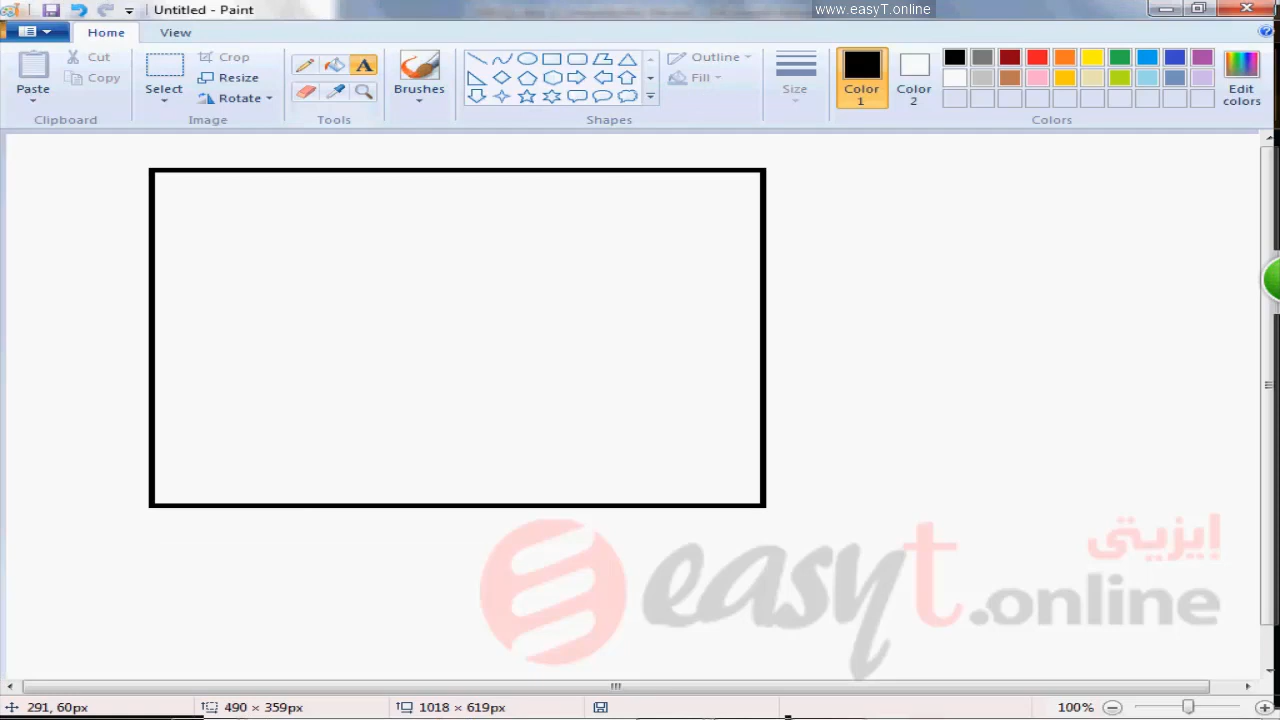 Untitled - Paint
www.easyT.online
Home
View
Paste
Cut
Copy
Clipboard
Select
Crop
Resize
Rotate
Image
A
Tools
Brushes
Outline
Fill
Shapes
Size
Color
1
Color
2
Edit
colors
Colors
إيزيتى
easyt.online
291, 60px
490 × 359px
1018 × 619px
100%